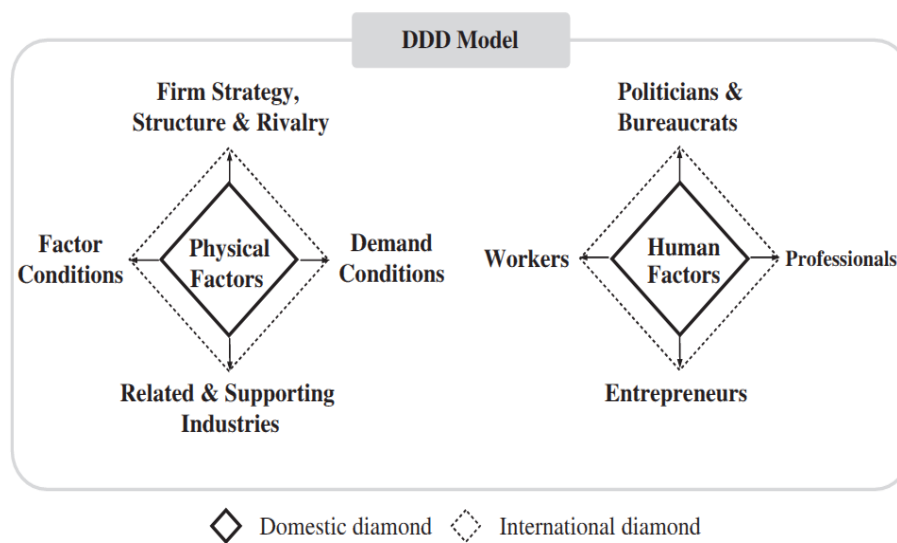 DDD Model
Firm Strategy,
Structure & Rivalry
Factor
Conditions
Physical
Factors
Demand
Conditions
Related & Supporting
Industries
Politicians &
Bureaucrats
Workers
Human
Factors
Professionals
Entrepreneurs
Domestic diamond
International diamond